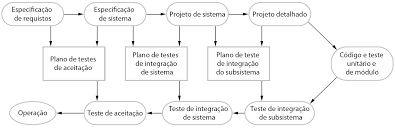 Especificação
de requistos
Especificação
de sistema
Projeto de sistema
Projeto detalhado
Plano de testes
de aceitação
Plano de testes
de integração
de sistema
Plano de teste
de integração
do subsistema
Código e teste
unitário e
de módulo
Operação
Teste de aceitação
Teste de integração
de sistema
Teste de integração
de subsistema